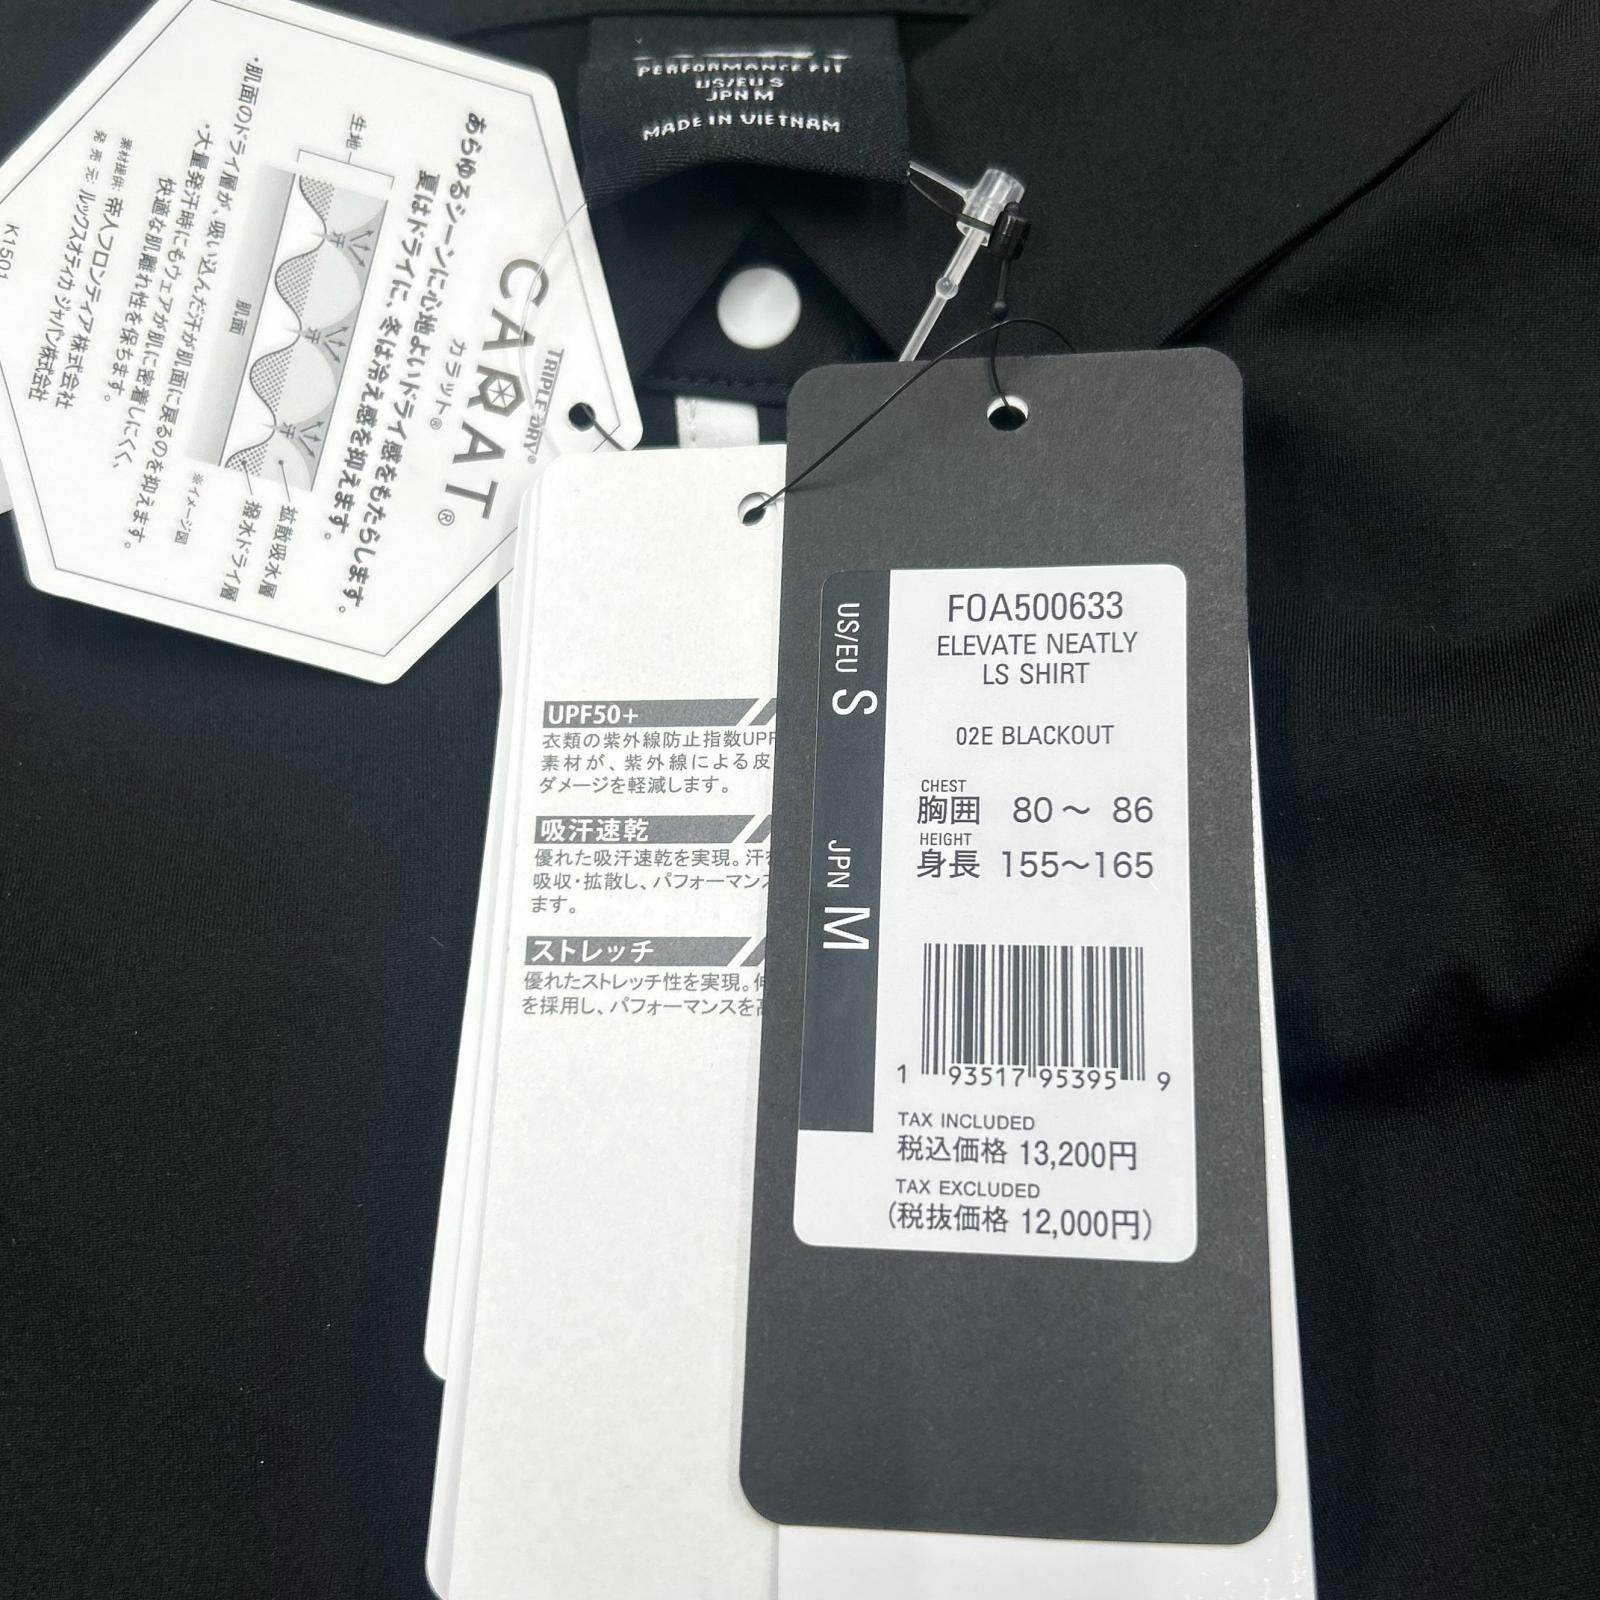 PERFORMANCE FIT
US/EU S
JPN M
MADE IN VIETNAM
TRIPLE DRY®
CARAT®
カラット®
あらゆるシーンに心地よいドライ感をもたらします。
夏はドライに、冬は冷え感を抑えます。
生地
汗
汗
汗
肌面
拡散吸水層
撥水ドライ層
※イメージ図
・肌面のドライ層が、吸い込んだ汗が肌面に戻るのを抑えます。
・大量発汗時にもウェアが肌に密着しにくく、
快適な肌離れ性を保ちます。
素材提供: 帝人フロンティア株式会社
発売元: ルックスオティカジャパン株式会社
K1501
UPF50+
衣類の紫外線防止指数UPF
素材が、紫外線による皮
ダメージを軽減します。
吸汗速乾
優れた吸汗速乾を実現。汗を
吸収・拡散し、パフォーマンス
ます。
ストレッチ
優れたストレッチ性を実現。伸
を採用し、パフォーマンスを高
US/EU S
JPN M
FOA500633
ELEVATE NEATLY
LS SHIRT
02E BLACKOUT
CHEST
胸囲 80～ 86
HEIGHT
身長 155～165
1 93517 95395 9
TAX INCLUDED
税込価格 13,200円
TAX EXCLUDED
(税抜価格 12,000円)